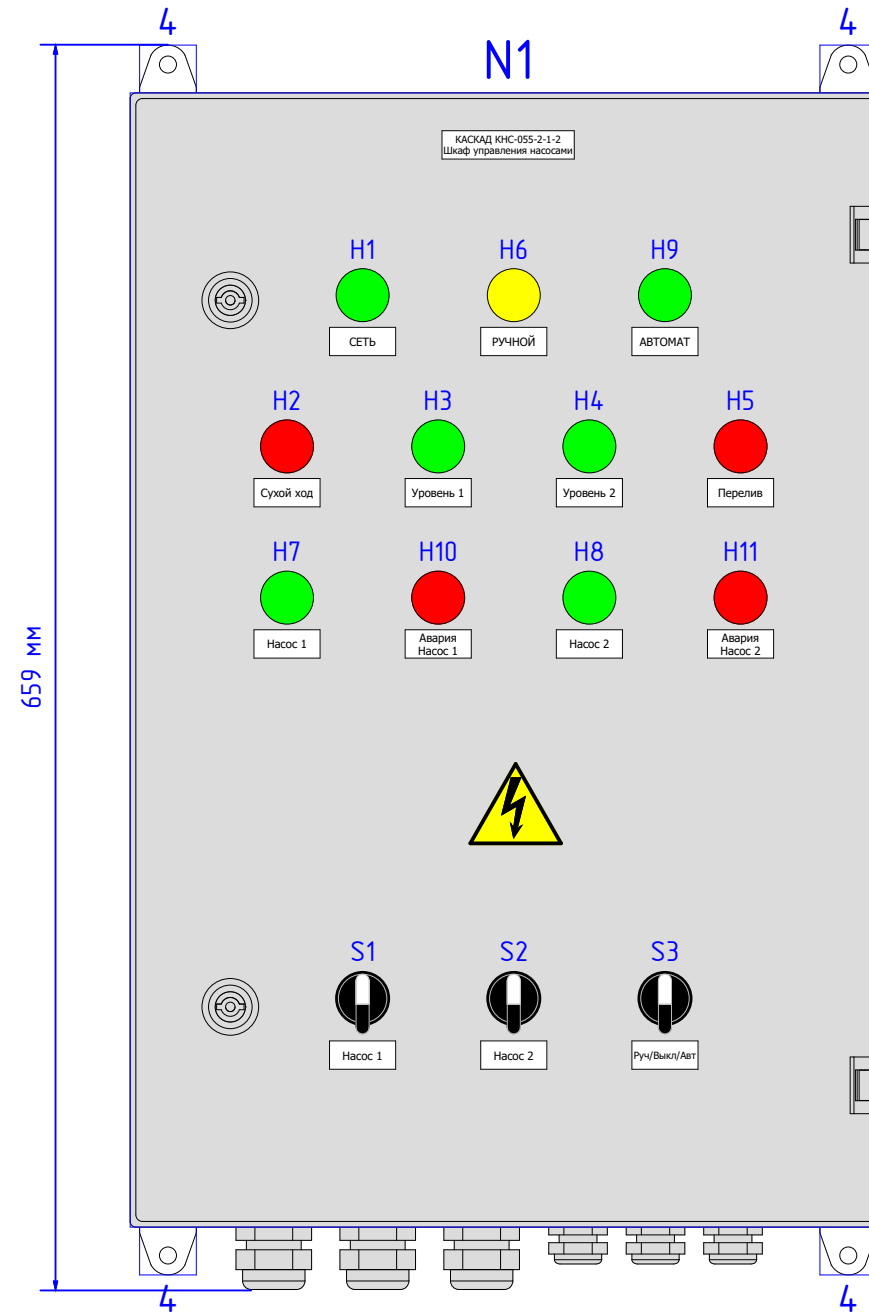 4
4
N1
КАСКАД КНС-055-2-1-2
Шкаф управления насосами
H1
H6
H9
СЕТЬ
РУЧНОЙ
АВТОМАТ
H2
H3
H4
H5
Сухой ход
Уровень 1
Уровень 2
Перелив
H7
H10
H8
H11
Насос 1
Авария
Насос 1
Насос 2
Авария
Насос 2
659 мм
S1
S2
S3
Насос 1
Насос 2
Руч/Выкл/Авт
4
4